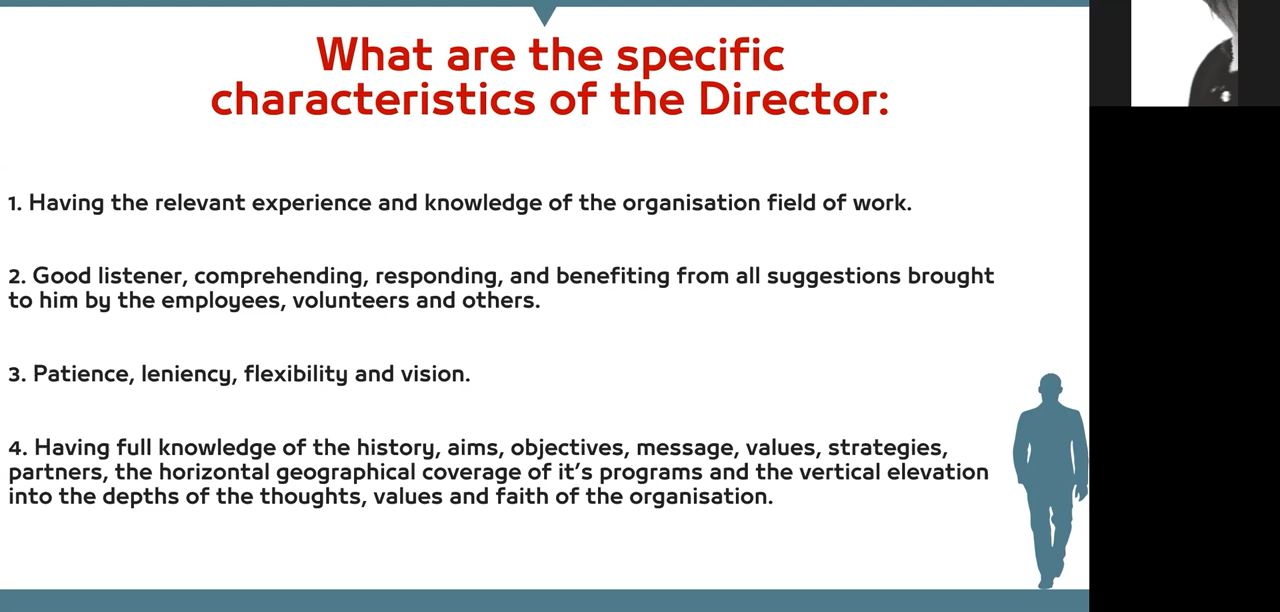 What are the specific
characteristics of the Director:
1. Having the relevant experience and knowledge of the organisation field of work.
2. Good listener, comprehending, responding, and benefiting from all suggestions brought
to him by the employees, volunteers and others.
3. Patience, leniency, flexibility and vision.
4. Having full knowledge of the history, aims, objectives, message, values, strategies,
partners, the horizontal geographical coverage of it's programs and the vertical elevation
into the depths of the thoughts, values and faith of the organisation.